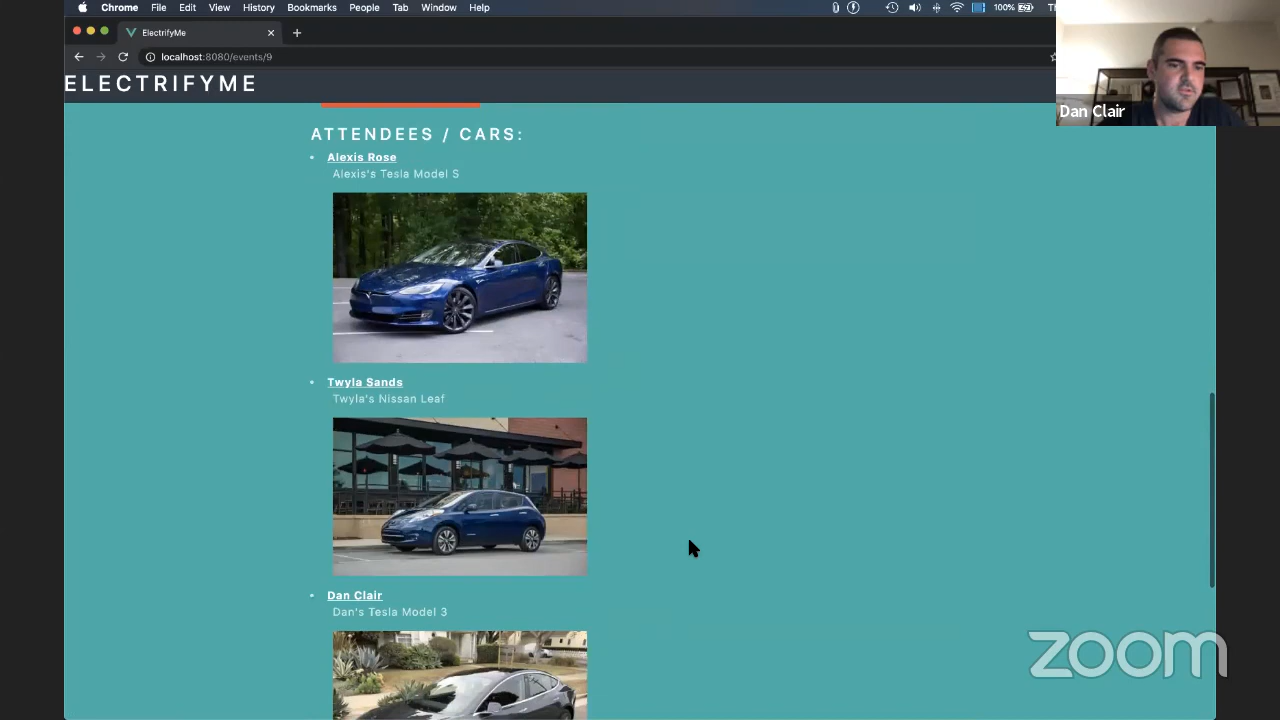 Chrome File Edit View History Bookmarks People Tab Window Help
100%
ElectrifyMe
localhost:8080/events/9
ELECTRIFYME
Dan Clair
ATTENDEES / CARS:
Alexis Rose
Alexis's Tesla Model S
Twyla Sands
Twyla's Nissan Leaf
Dan Clair
Dan's Tesla Model 3
zoom